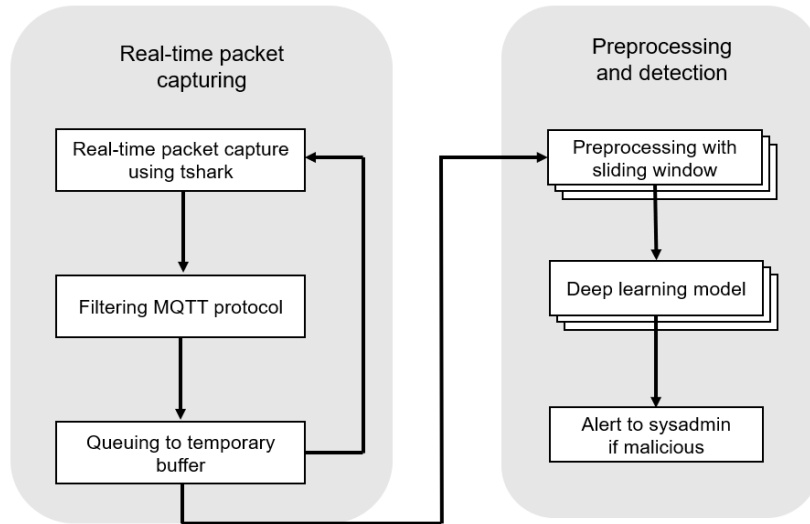 Real-time packet
capturing
Real-time packet capture
using tshark
Filtering MQTT protocol
Queuing to temporary
buffer
Preprocessing
and detection
Preprocessing with
sliding window
Deep learning model
Alert to sysadmin
if malicious